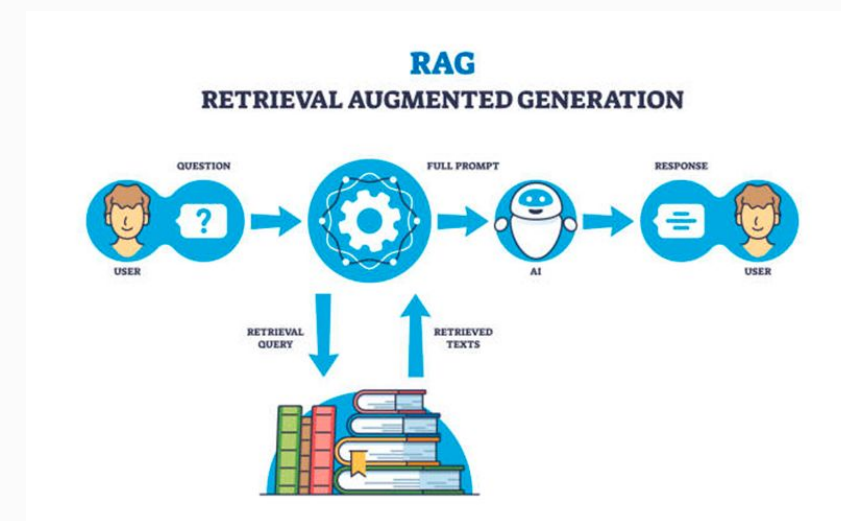 RAG
RETRIEVAL AUGMENTED GENERATION
QUESTION
FULL PROMPT
RESPONSE
?
USER
AI
USER
RETRIEVAL
QUERY
RETRIEVED
TEXTS